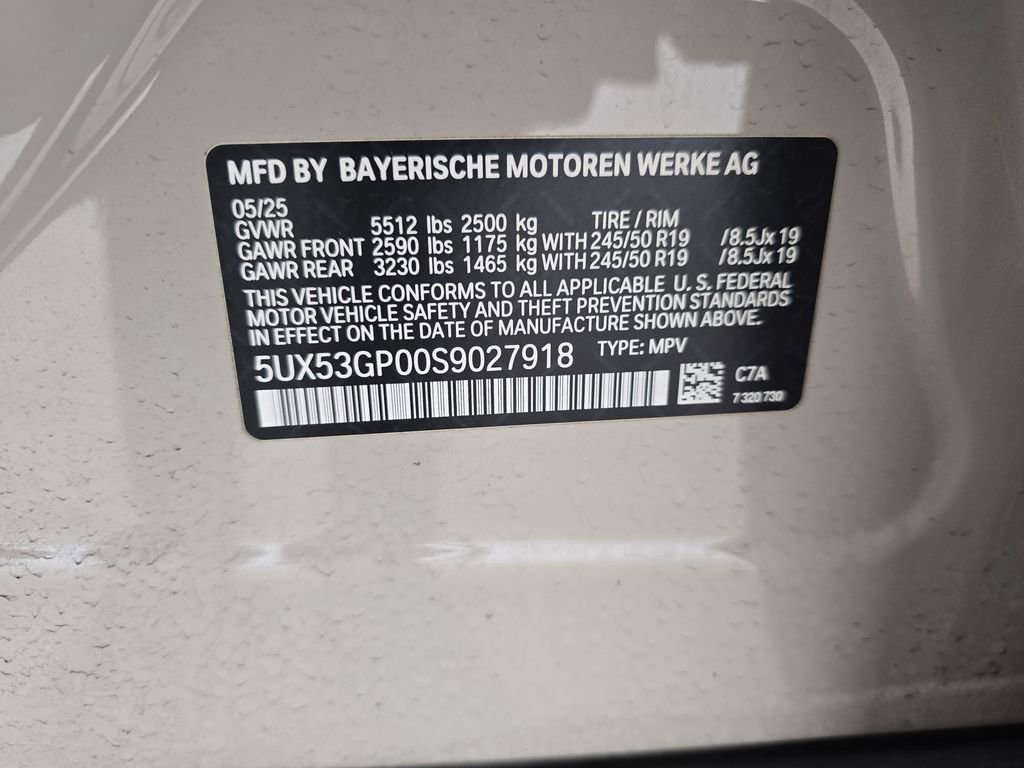 MFD BY BAYERISCHE MOTOREN WERKE AG
05/25
GVWR 5512 lbs 2500 kg TIRE / RIM
GAWR FRONT 2590 lbs 1175 kg WITH 245/50 R19 /8.5Jx19
GAWR REAR 3230 lbs 1465 kg WITH 245/50 R19 /8.5Jx19
THIS VEHICLE CONFORMS TO ALL APPLICABLE U.S. FEDERAL
MOTOR VEHICLE SAFETY AND THEFT PREVENTION STANDARDS
IN EFFECT ON THE DATE OF MANUFACTURE SHOWN ABOVE.
5UX53GP00S9027918 TYPE: MPV
C7A
7 320 730